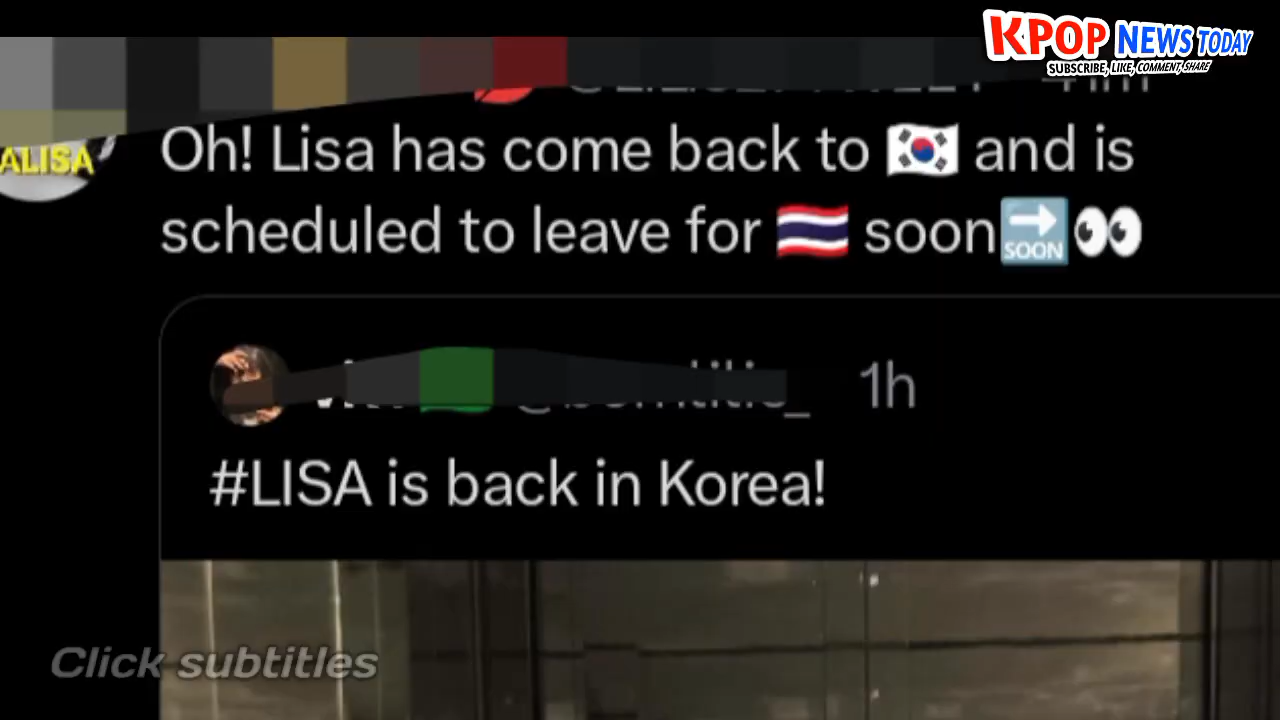 KPOP NEWS TODAY
SUBSCRIBE, LIKE, COMMENT, SHARE
ALISA
Oh! Lisa has come back to 🇰🇷 and is
scheduled to leave for 🇹🇭 soon🔜👀
1h
#LISA is back in Korea!
Click subtitles